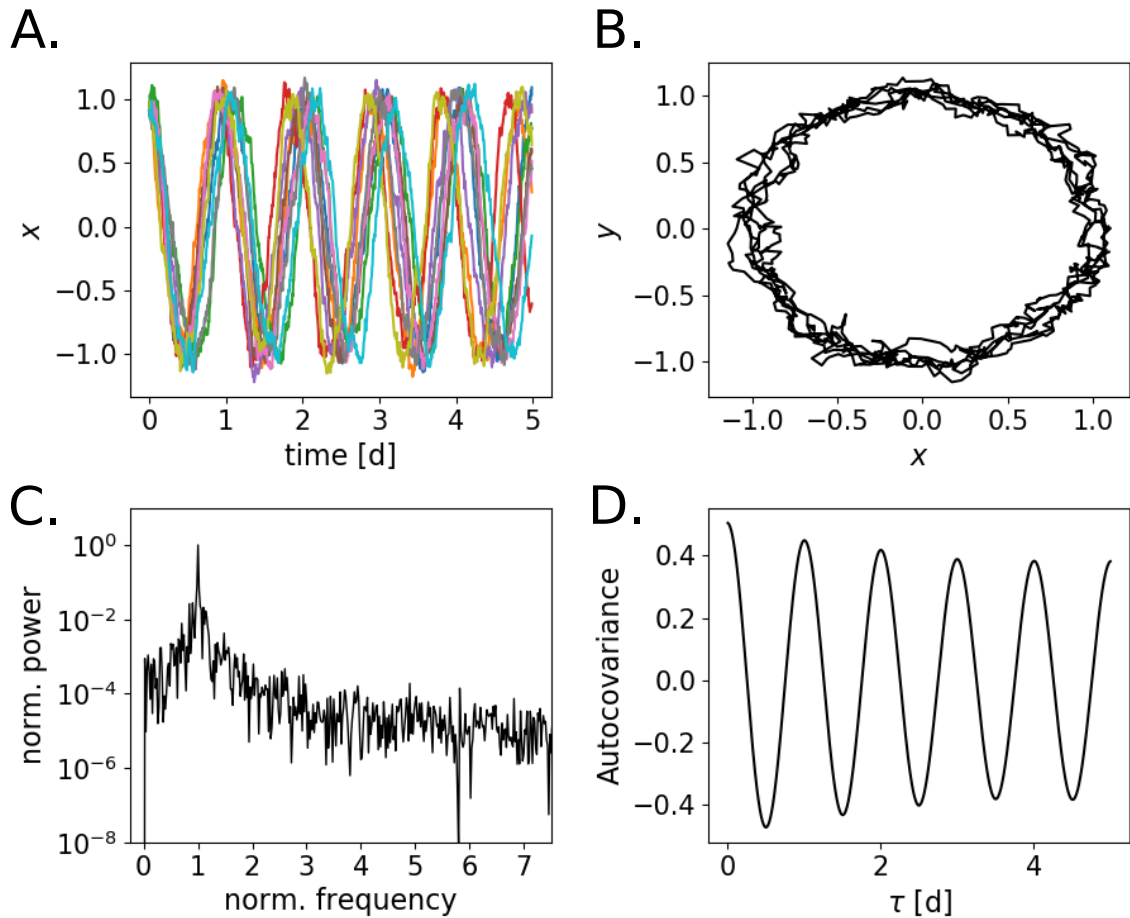 A.
1.0
0.5
0.0
−0.5
−1.0
x
0 1 2 3 4 5
time [d]
B.
1.0
0.5
0.0
−0.5
−1.0
y
−1.0 −0.5 0.0 0.5 1.0
x
C.
10⁰
10⁻²
10⁻⁴
10⁻⁶
10⁻⁸
norm. power
0 1 2 3 4 5 6 7
norm. frequency
D.
0.4
0.2
0.0
−0.2
−0.4
Autocovariance
0 2 4
τ [d]